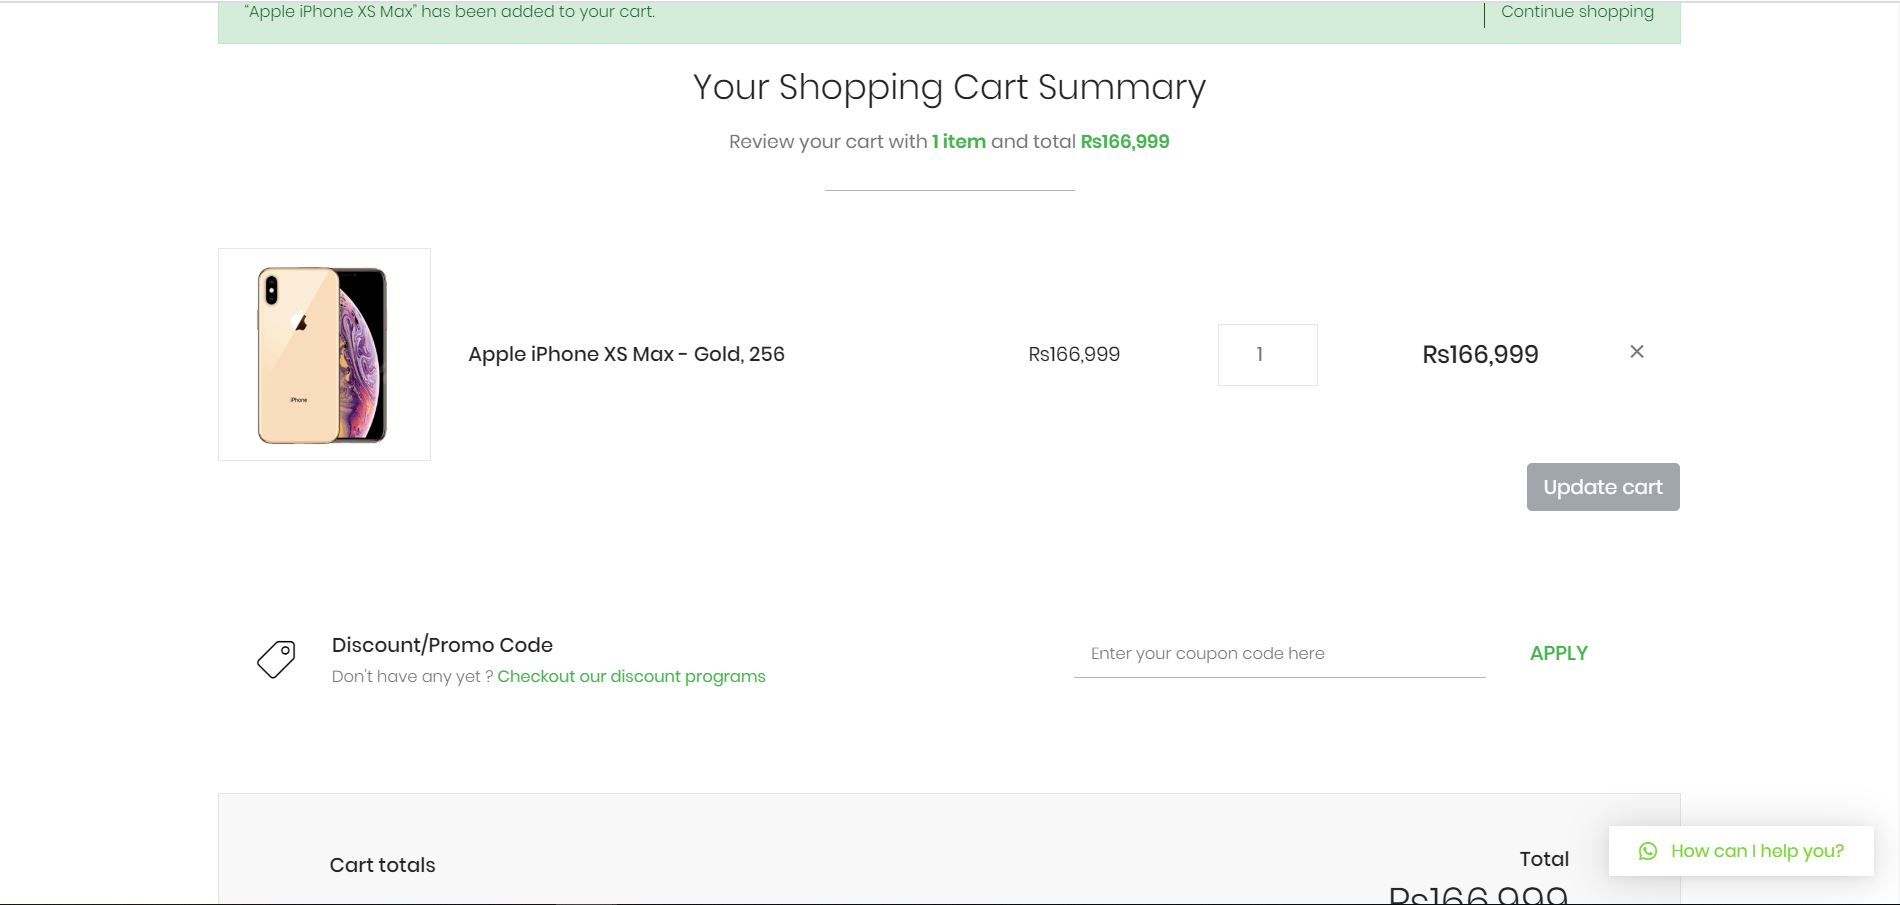 “Apple iPhone XS Max” has been added to your cart.
Continue shopping
Your Shopping Cart Summary
Review your cart with 1 item and total ₨166,999
iPhone
Apple iPhone XS Max - Gold, 256
₨166,999
1
₨166,999
×
Update cart
Discount/Promo Code
Don't have any yet ? Checkout our discount programs
Enter your coupon code here
APPLY
Cart totals
Total
₨166,999
How can I help you?